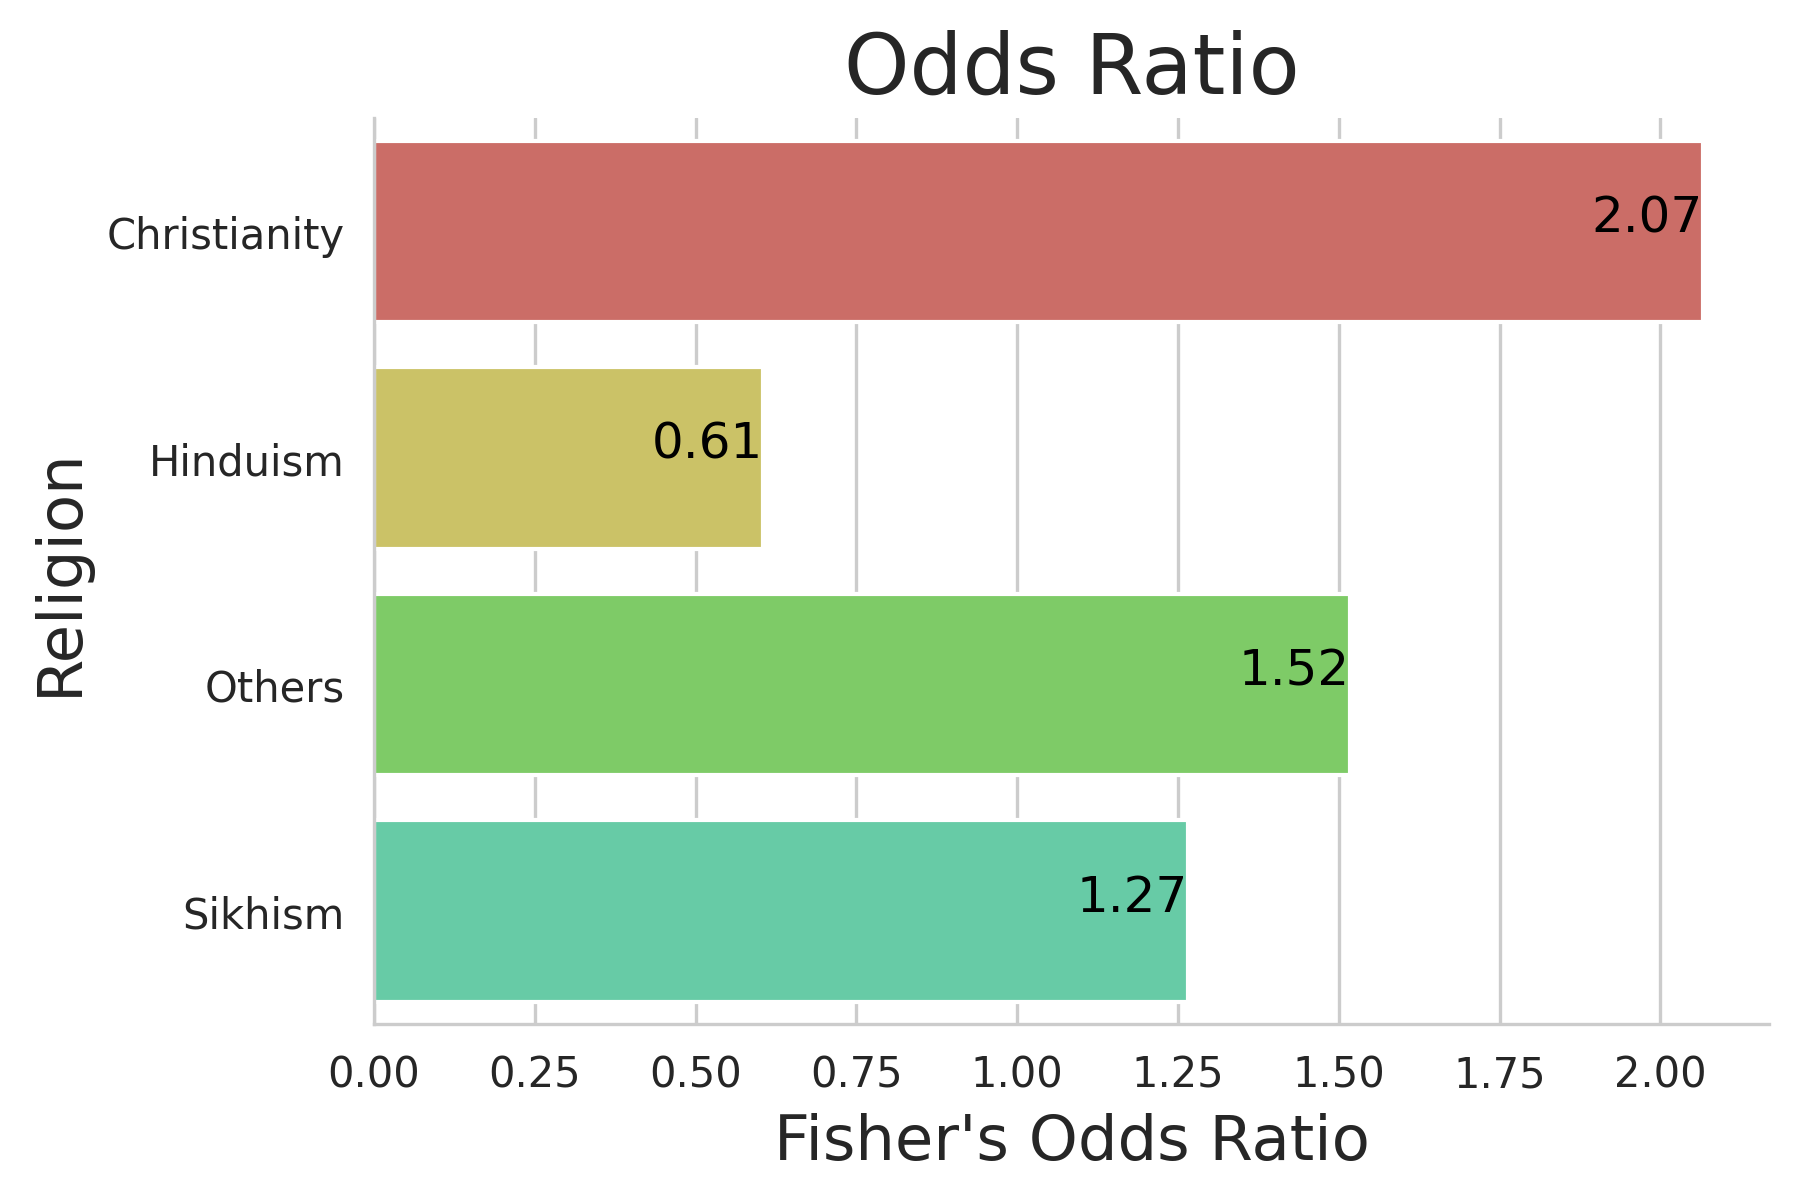 Odds Ratio
Christianity
2.07
Hinduism
0.61
Others
1.52
Sikhism
1.27
Religion
0.00 0.25 0.50 0.75 1.00 1.25 1.50 1.75 2.00
Fisher's Odds Ratio